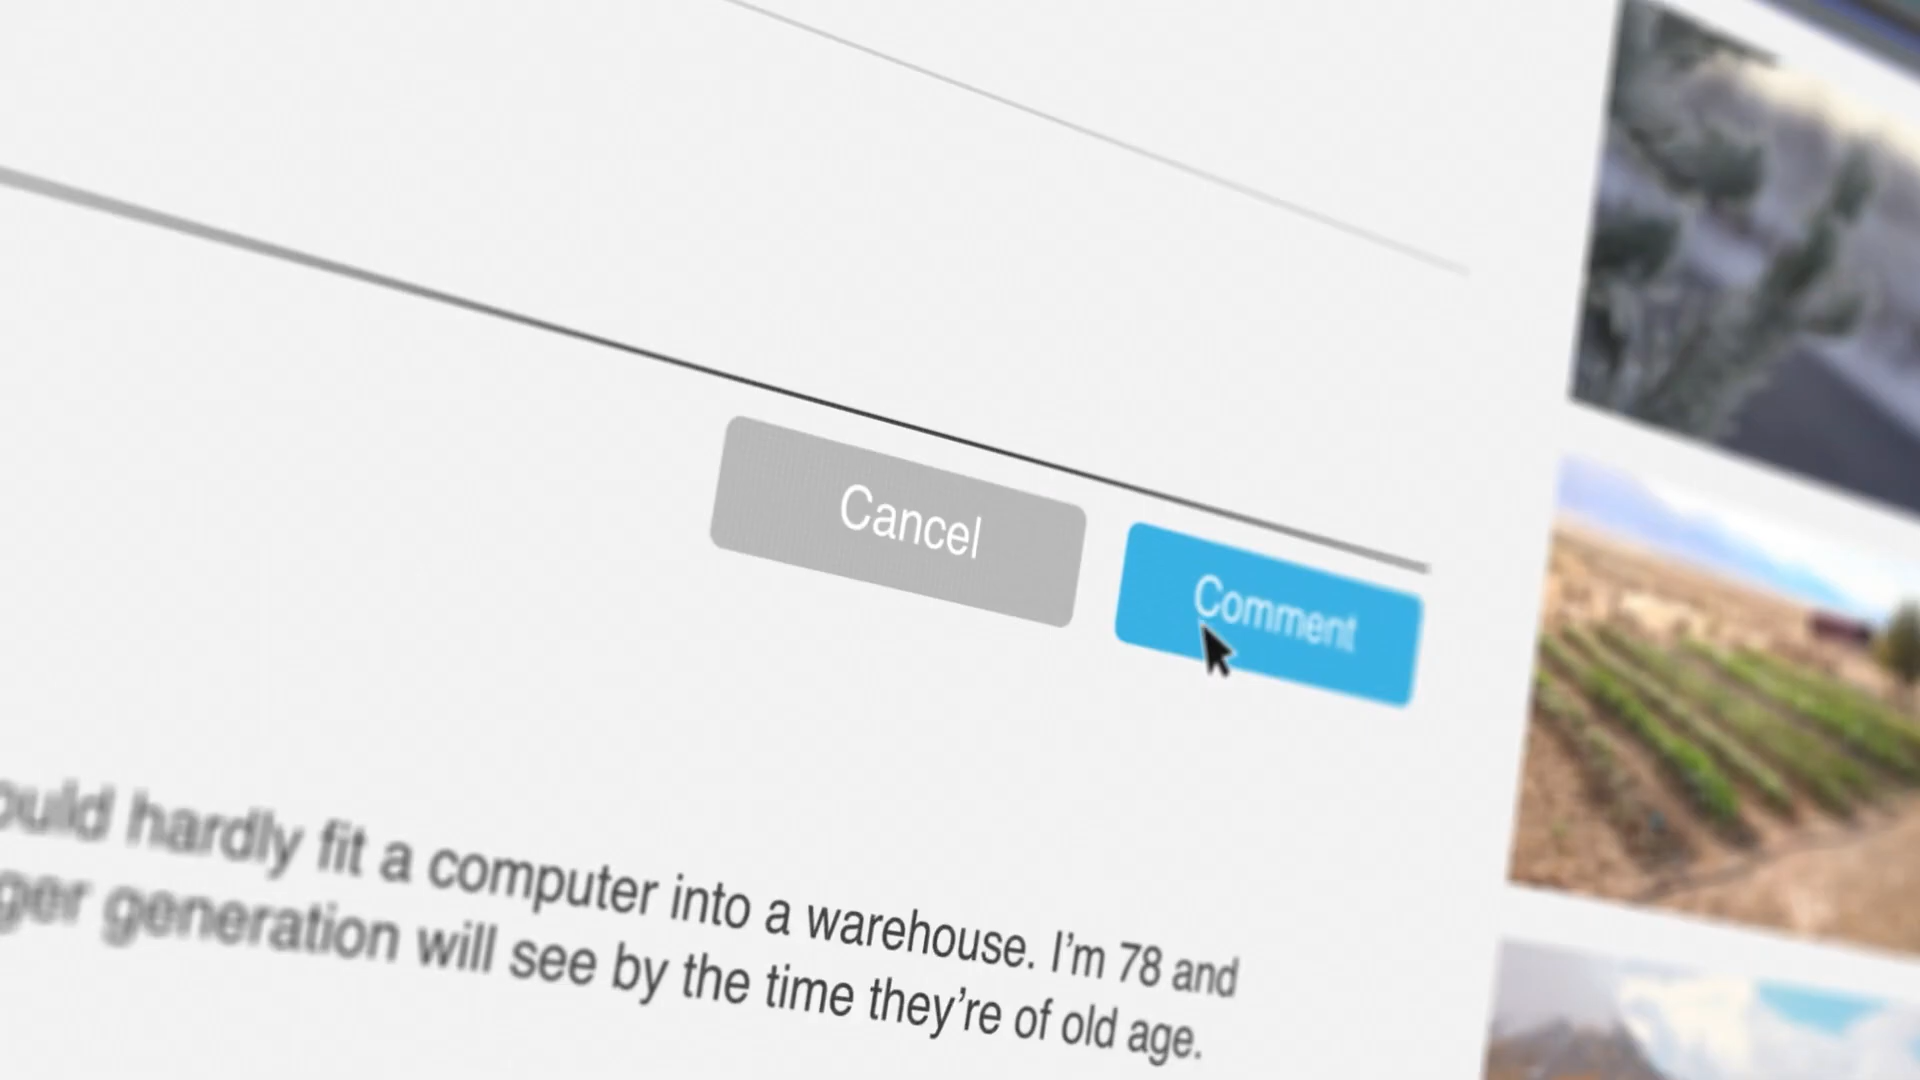 Cancel
Comment
hardly fit a computer into a warehouse. I’m 78 and
generation will see by the time they’re of old age.